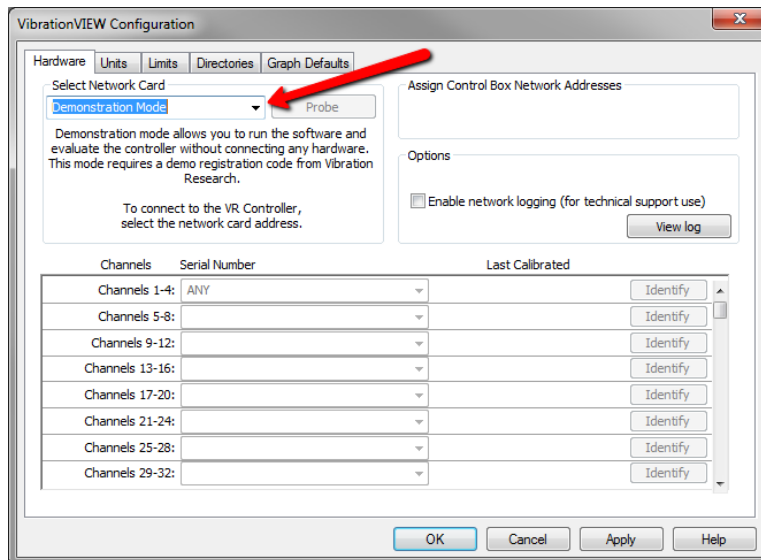 VibrationVIEW Configuration
Hardware Units Limits Directories Graph Defaults
Select Network Card
Demonstration Mode Probe
Demonstration mode allows you to run the software and
evaluate the controller without connecting any hardware.
This mode requires a demo registration code from Vibration
Research.
To connect to the VR Controller,
select the network card address.
Assign Control Box Network Addresses
Options
Enable network logging (for technical support use)
View log
Channels Serial Number Last Calibrated
Channels 1-4: ANY Identify
Channels 5-8: Identify
Channels 9-12: Identify
Channels 13-16: Identify
Channels 17-20: Identify
Channels 21-24: Identify
Channels 25-28: Identify
Channels 29-32: Identify
OK Cancel Apply Help